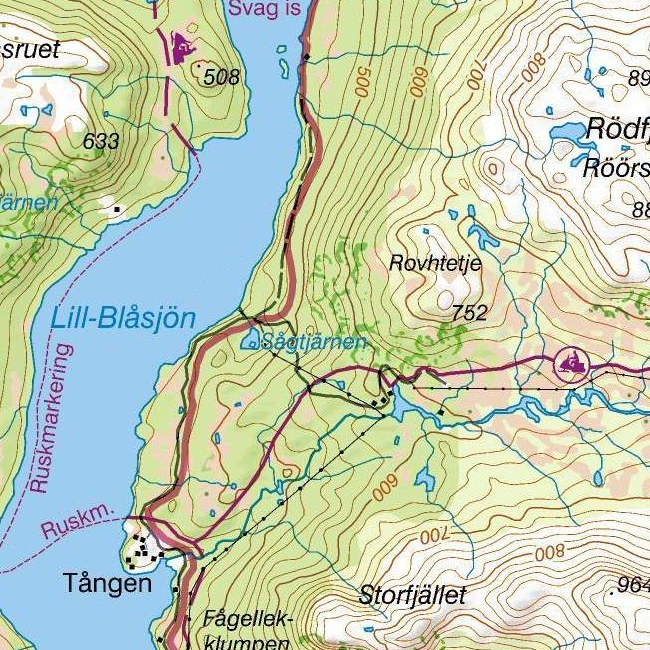 Svag is
sruet
508
500
600
700
800
89
633
Rödfj
Röörs
88
järnen
Rovhtetje
752
Lill-Blåsjön
Sågtjärnen
Ruskmarkering
600
Ruskm.
700
800
Tången
Storfjället
964
Fågellek-
klumpen